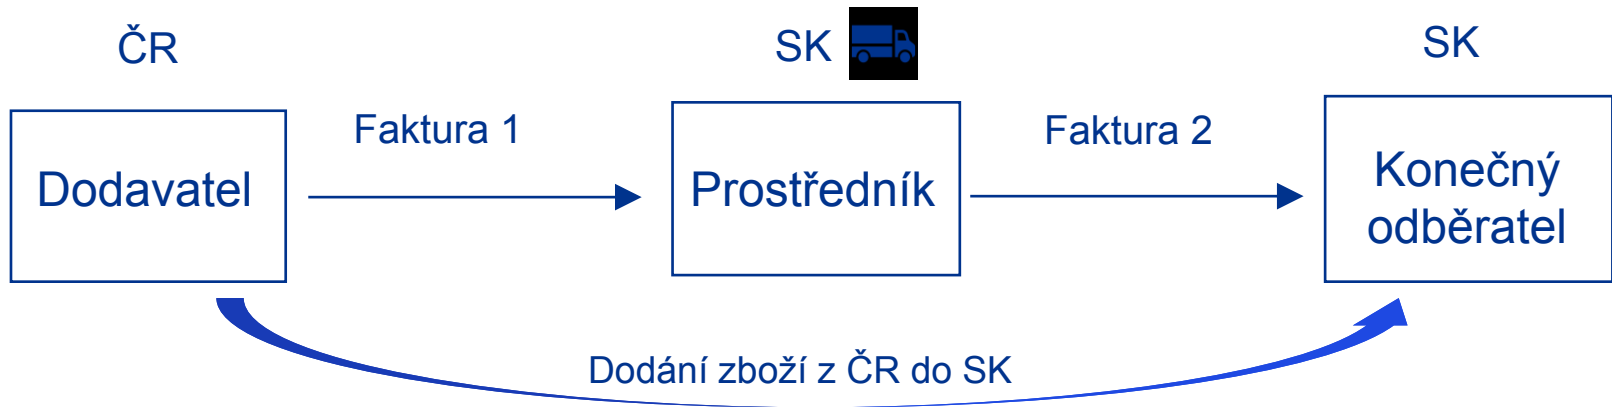 ČR
SK
SK
Faktura 1
Faktura 2
Dodavatel
Prostředník
Konečný
odběratel
Dodání zboží z ČR do SK